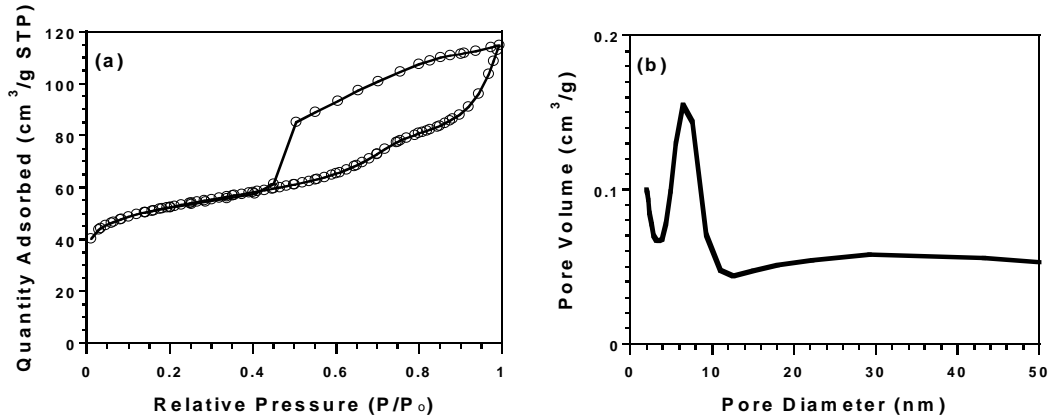 (a)
Quantity Adsorbed (cm³/g STP)
120
100
80
60
40
20
0
0 0.2 0.4 0.6 0.8 1
Relative Pressure (P/P₀)
(b)
Pore Volume (cm³/g)
0.2
0.1
0
0 10 20 30 40 50
Pore Diameter (nm)